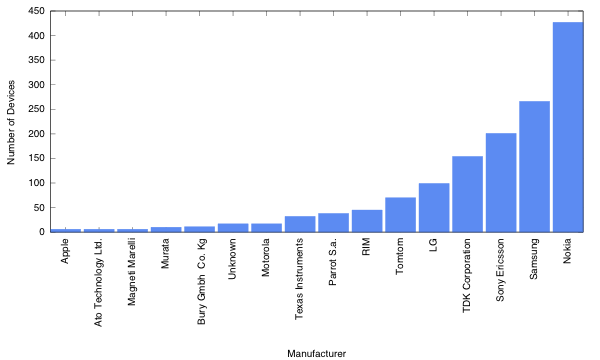 450
400
350
300
250
200
150
100
50
0
Number of Devices
Apple
Ato Technology Ltd.
Magneti Marelli
Murata
Bury Gmbh  Co. Kg
Unknown
Motorola
Texas Instruments
Parrot S.a.
RIM
Tomtom
LG
TDK Corporation
Sony Ericsson
Samsung
Nokia
Manufacturer